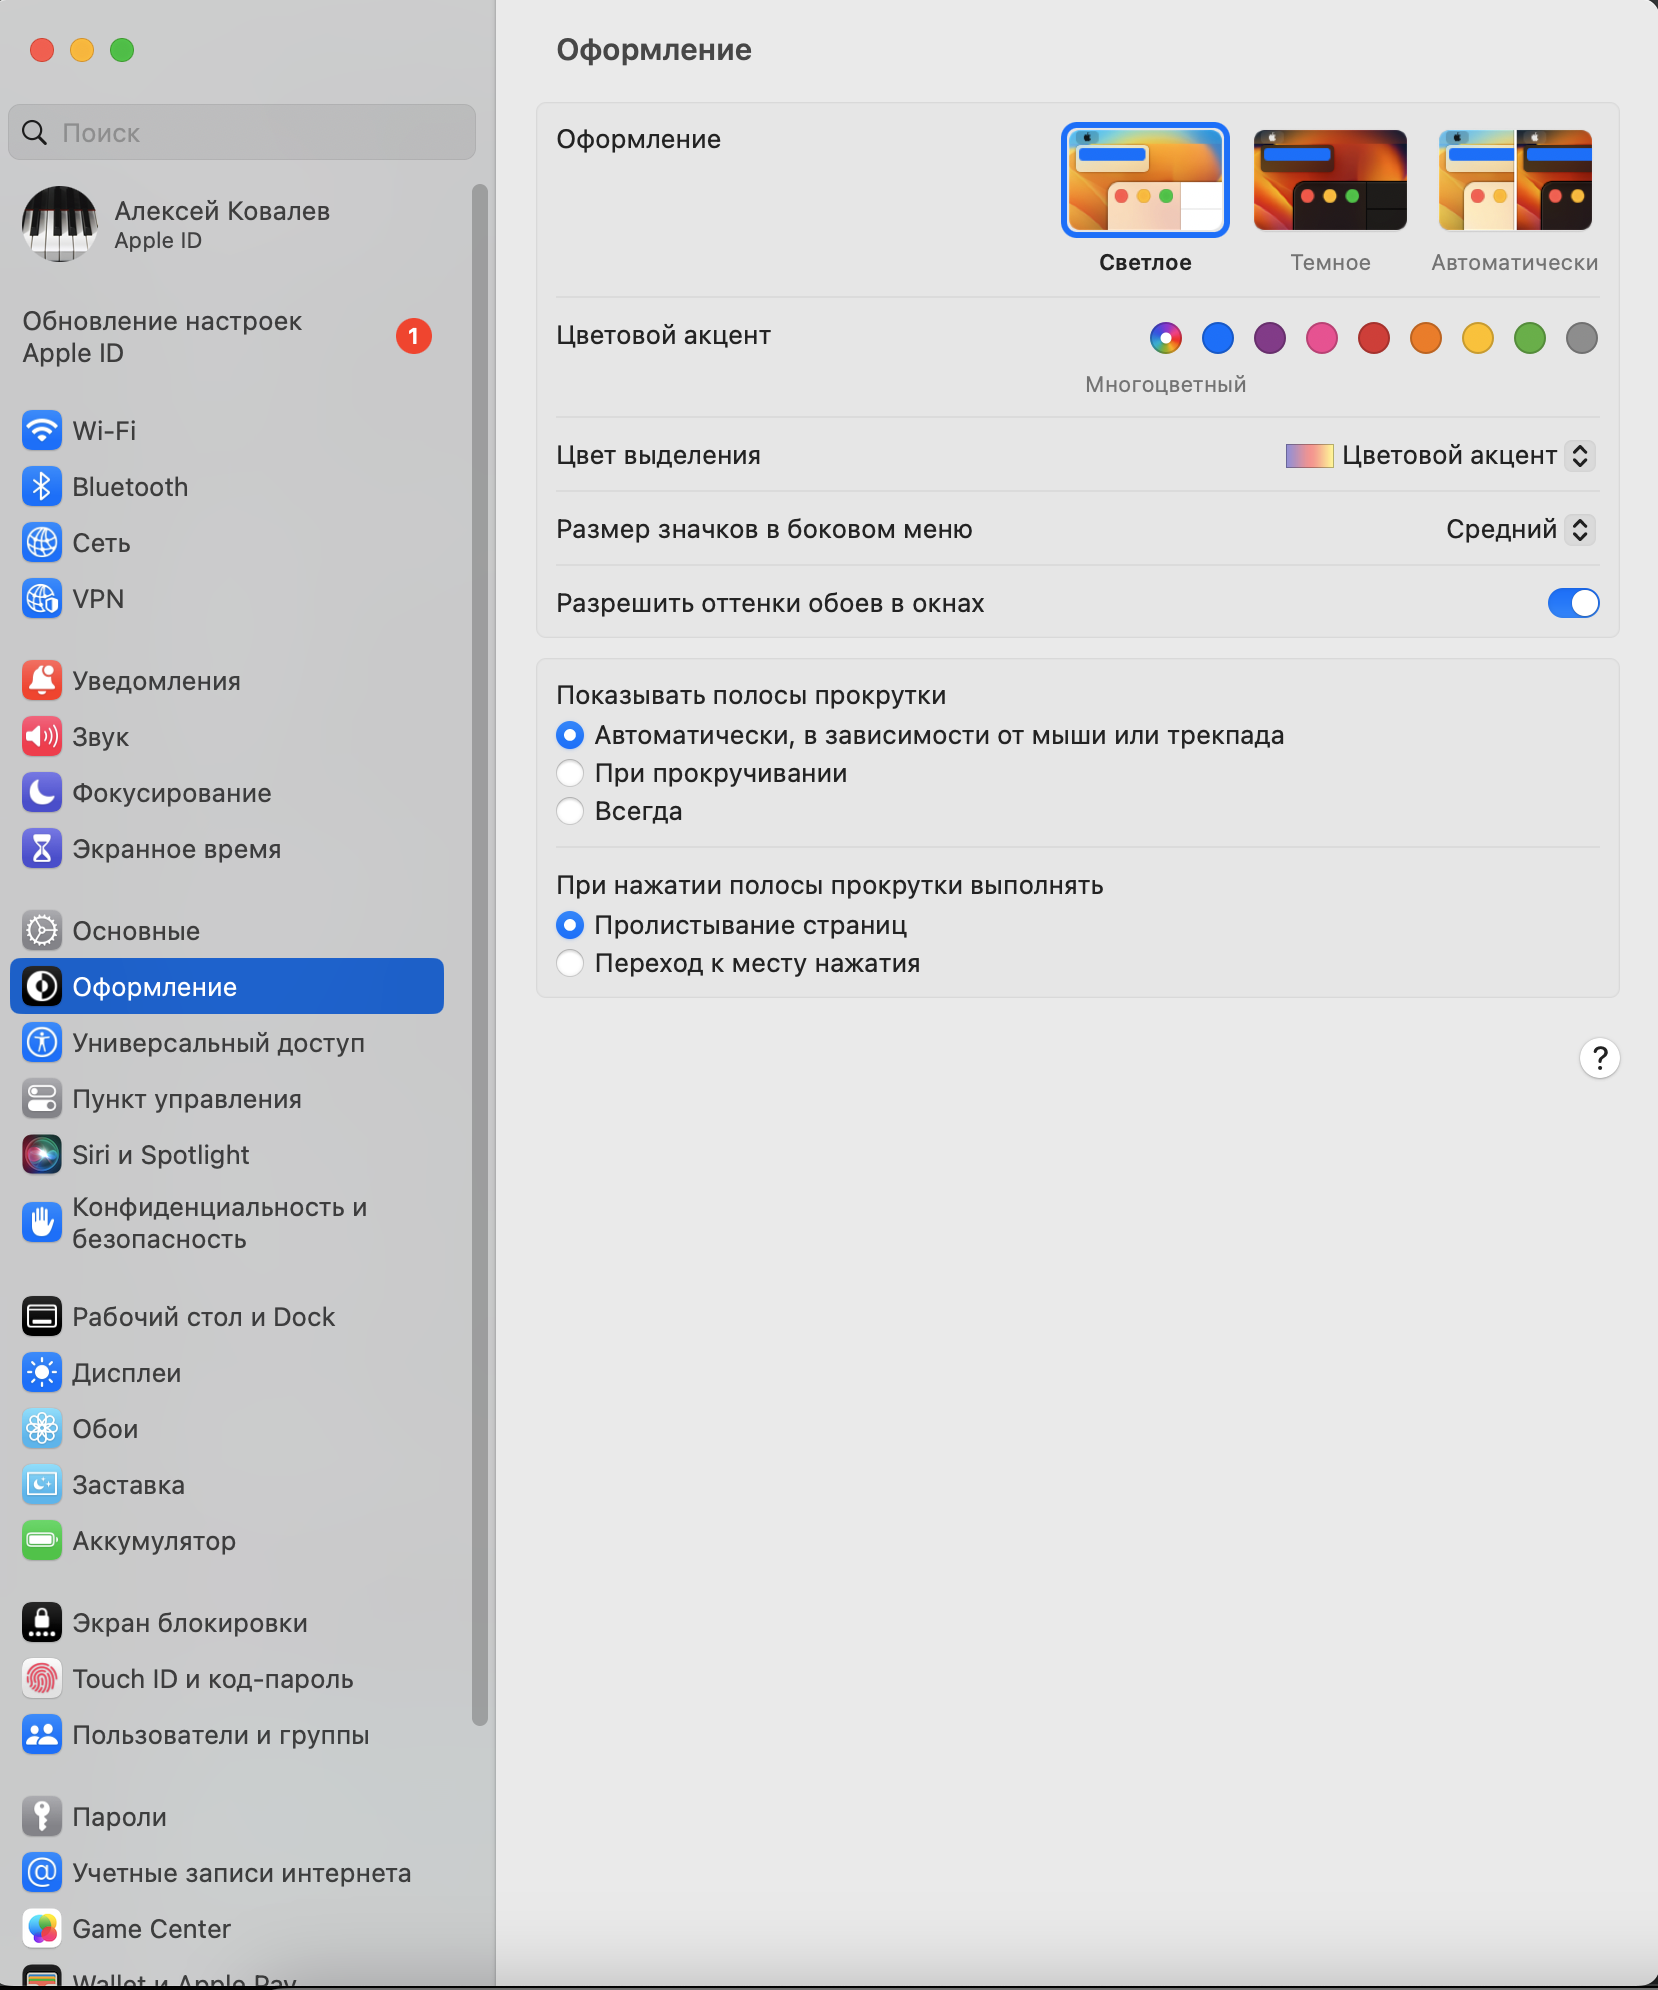 Поиск
Алексей Ковалев
Apple ID
Обновление настроек
Apple ID
1
Wi-Fi
Bluetooth
Сеть
VPN
Уведомления
Звук
Фокусирование
Экранное время
Основные
Оформление
Универсальный доступ
Пункт управления
Siri и Spotlight
Конфиденциальность и
безопасность
Рабочий стол и Dock
Дисплеи
Обои
Заставка
Аккумулятор
Экран блокировки
Touch ID и код-пароль
Пользователи и группы
Пароли
Учетные записи интернета
Game Center
Wallet и Apple Pay
Оформление
Оформление
Светлое
Темное
Автоматически
Цветовой акцент
Многоцветный
Цвет выделения
Цветовой акцент
Размер значков в боковом меню
Средний
Разрешить оттенки обоев в окнах
Показывать полосы прокрутки
Автоматически, в зависимости от мыши или трекпада
При прокручивании
Всегда
При нажатии полосы прокрутки выполнять
Пролистывание страниц
Переход к месту нажатия
?